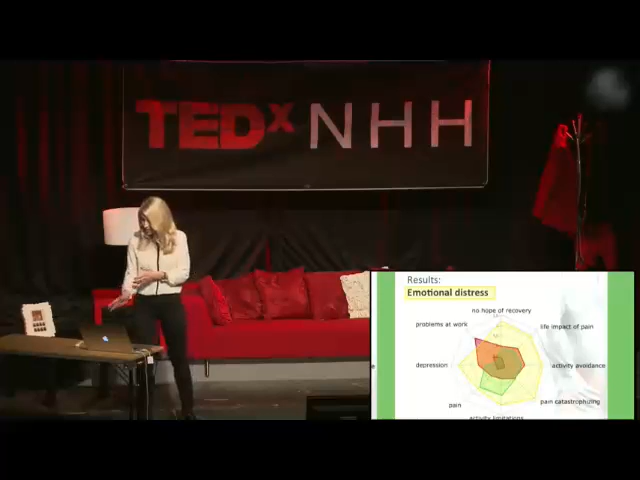 TEDx NHH
Results:
Emotional distress
no hope of recovery
problems at work
life impact of pain
depression
activity avoidance
pain
pain catastrophizing
activity limitations